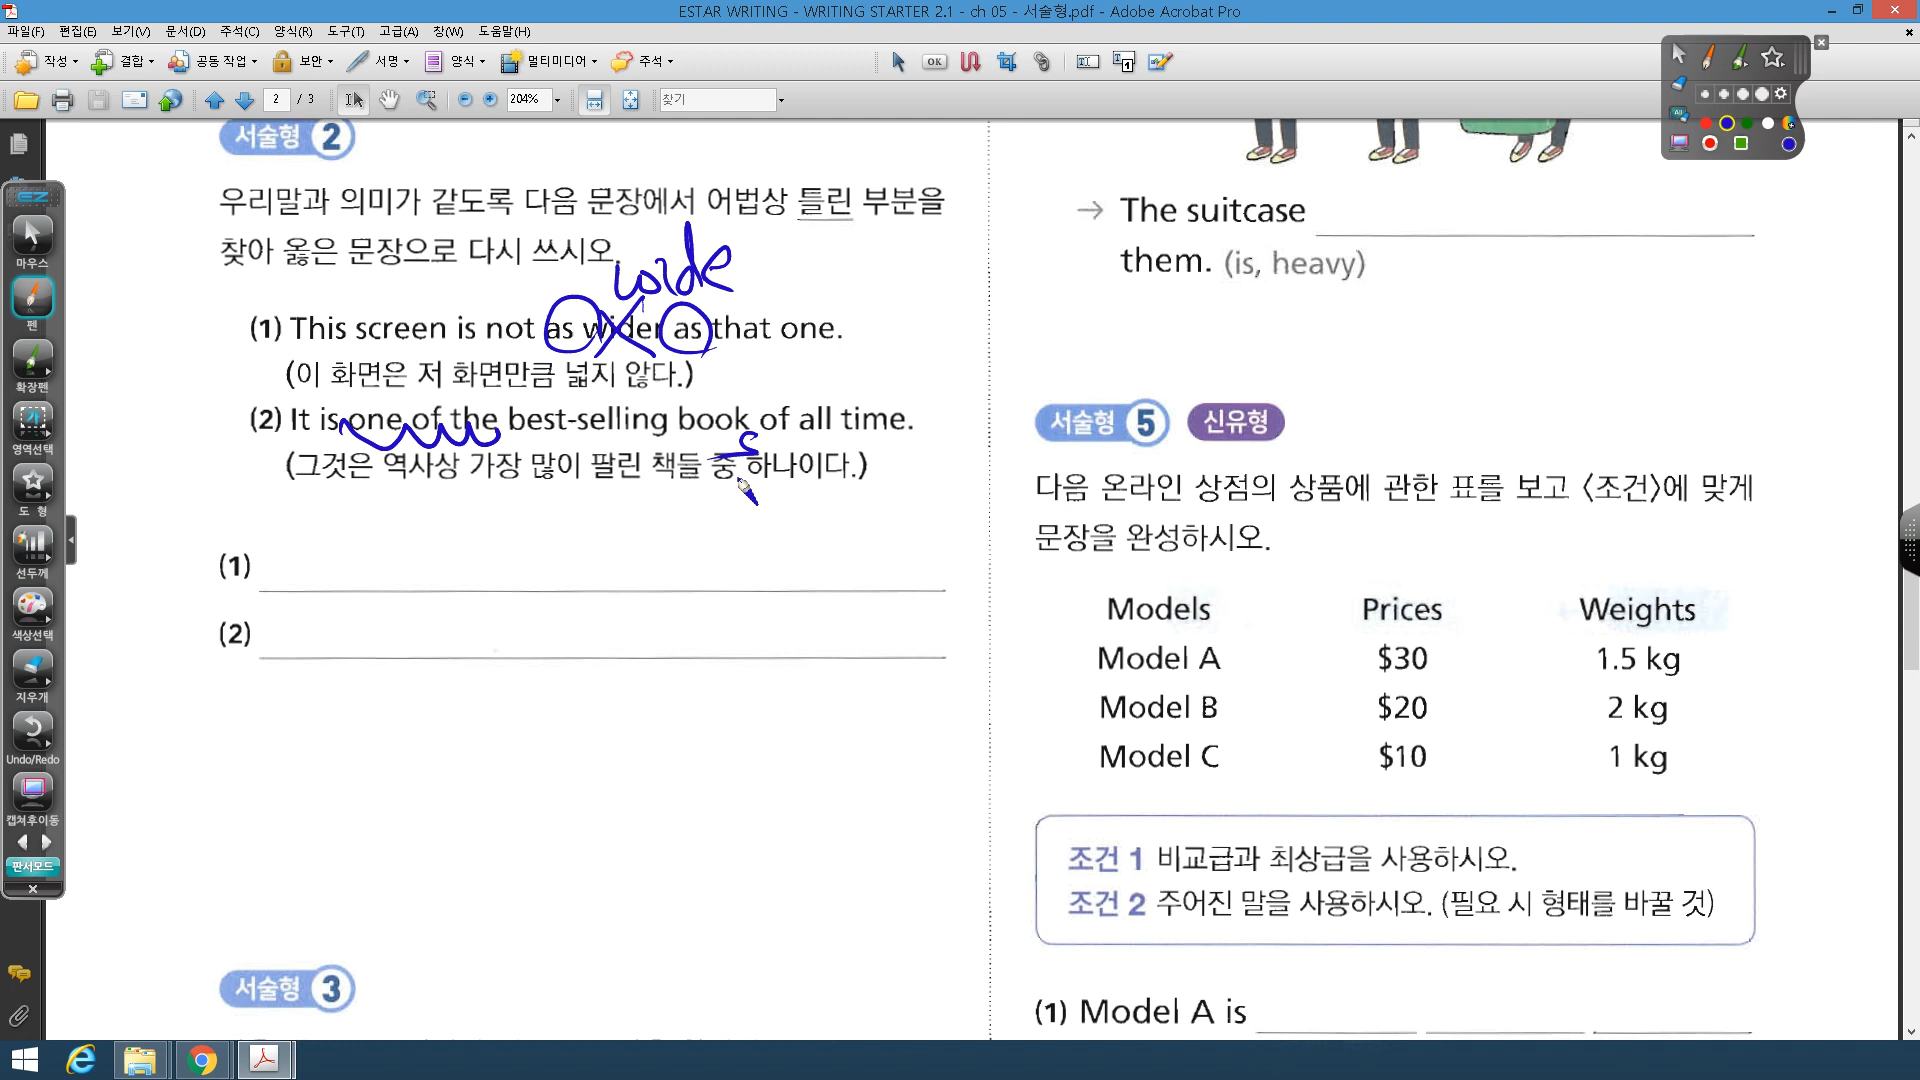 ESTAR WRITING - WRITING STARTER 2.1 - ch 05 - 서술형.pdf - Adobe Acrobat Pro
파일(F) 편집(E) 보기(V) 문서(D) 주석(C) 양식(R) 도구(T) 고급(A) 창(W) 도움말(H)
작성 결합 공동 작업 보안 서명 양식 멀티미디어 주석 OK
2 / 3 204% 찾기
EZ
마우스
펜
확장펜
영역선택
도 형
선두께
색상선택
지우개
Undo/Redo
캡쳐후이동
판서모드
서술형 2
우리말과 의미가 같도록 다음 문장에서 어법상 틀린 부분을
찾아 옳은 문장으로 다시 쓰시오.
wide
(1) This screen is not as wider as that one.
(이 화면은 저 화면만큼 넓지 않다.)
(2) It is one of the best-selling book of all time.
s
(그것은 역사상 가장 많이 팔린 책들 중 하나이다.)
(1)
(2)
서술형 3
→ The suitcase
them. (is, heavy)
서술형 5 신유형
다음 온라인 상점의 상품에 관한 표를 보고 〈조건〉에 맞게
문장을 완성하시오.
Models Prices Weights
Model A $30 1.5 kg
Model B $20 2 kg
Model C $10 1 kg
조건 1 비교급과 최상급을 사용하시오.
조건 2 주어진 말을 사용하시오. (필요 시 형태를 바꿀 것)
(1) Model A is